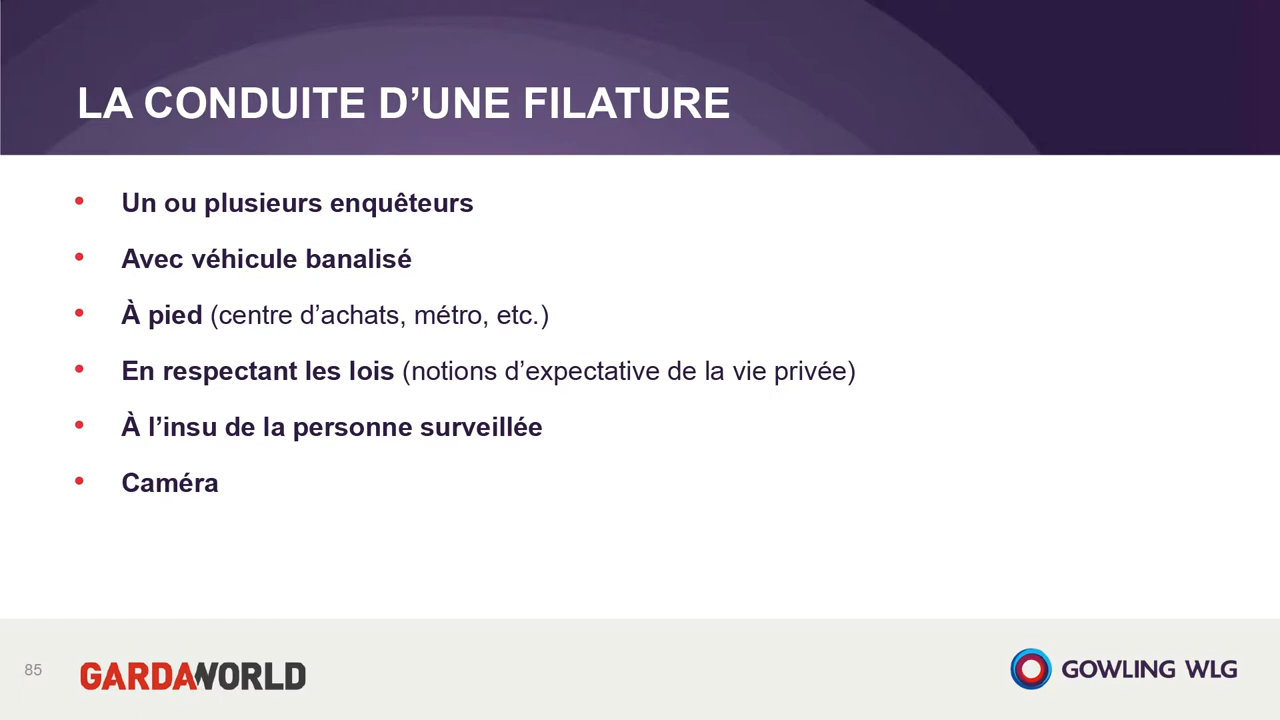 LA CONDUITE D’UNE FILATURE
• Un ou plusieurs enquêteurs
• Avec véhicule banalisé
• À pied (centre d’achats, métro, etc.)
• En respectant les lois (notions d’expectative de la vie privée)
• À l’insu de la personne surveillée
• Caméra
85
GARDAWORLD
GOWLING WLG